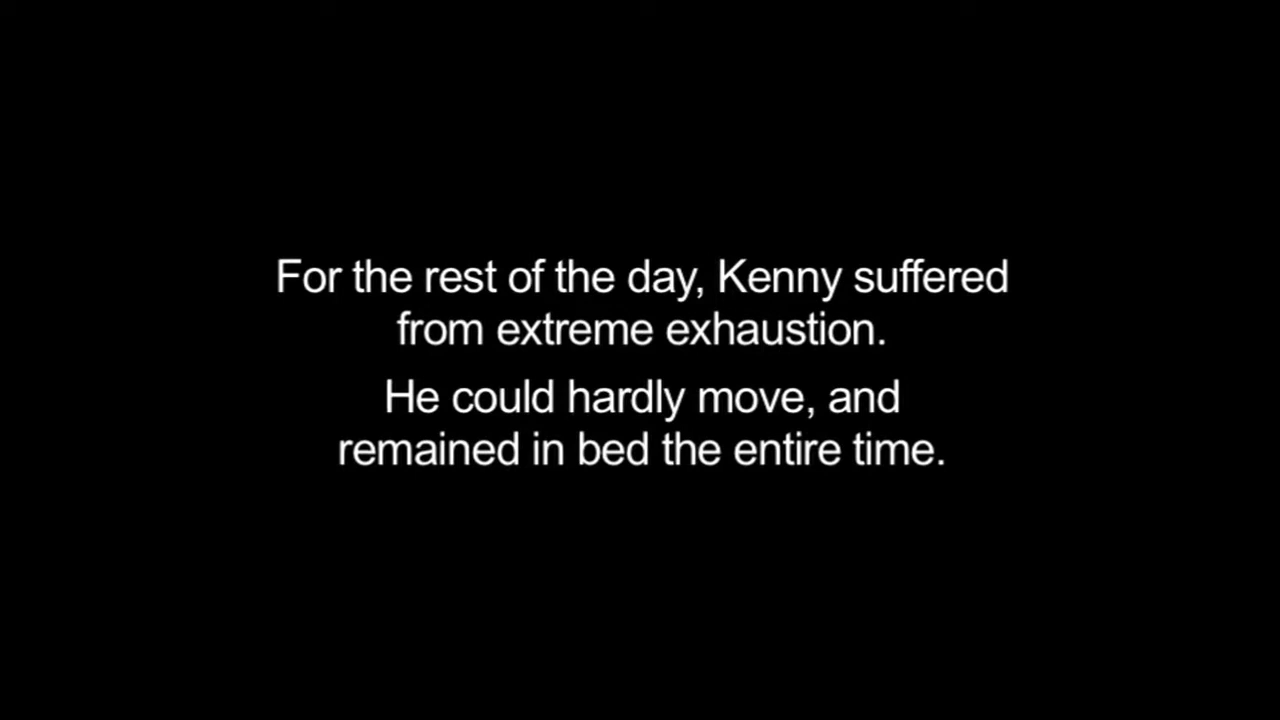 For the rest of the day, Kenny suffered
from extreme exhaustion.
He could hardly move, and
remained in bed the entire time.